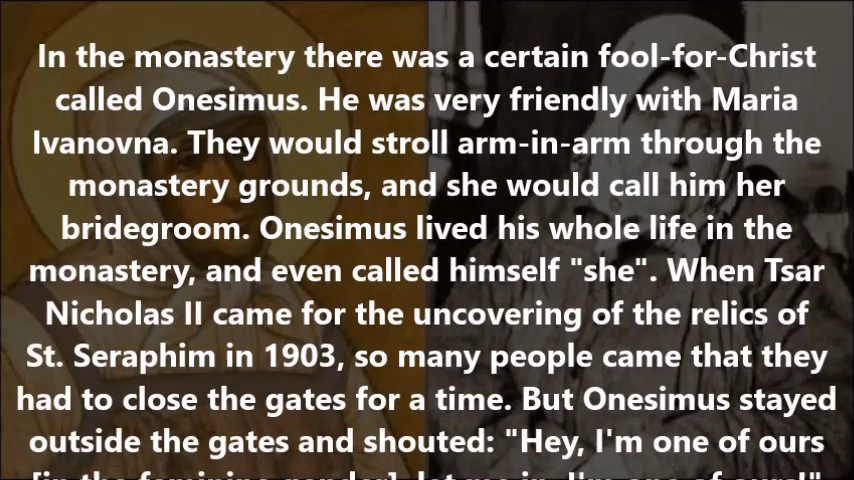 In the monastery there was a certain fool-for-Christ
called Onesimus. He was very friendly with Maria
Ivanovna. They would stroll arm-in-arm through the
monastery grounds, and she would call him her
bridegroom. Onesimus lived his whole life in the
monastery, and even called himself "she". When Tsar
Nicholas II came for the uncovering of the relics of
St. Seraphim in 1903, so many people came that they
had to close the gates for a time. But Onesimus stayed
outside the gates and shouted: "Hey, I'm one of ours
[in the feminine gender], let me in, I'm one of ours!"